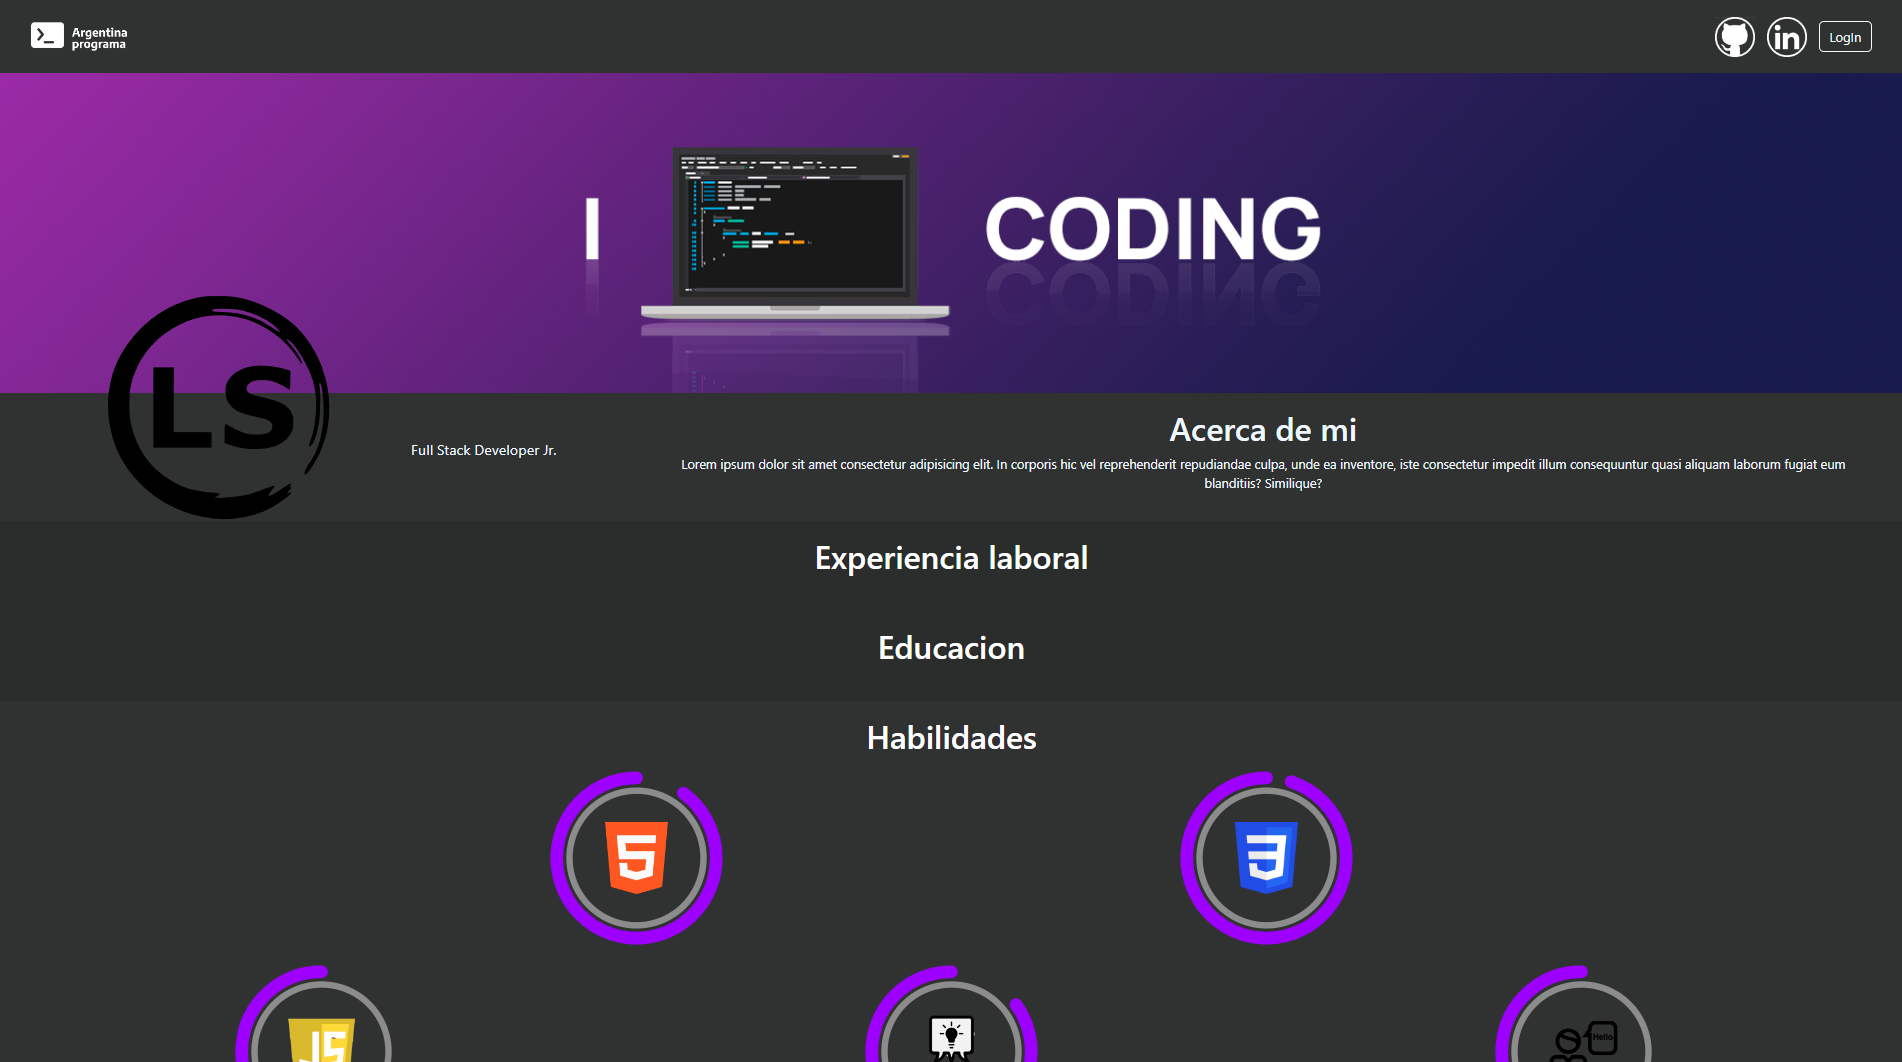 Argentina
programa
Login
I CODING
LS
Full Stack Developer Jr.
Acerca de mi
Lorem ipsum dolor sit amet consectetur adipisicing elit. In corporis hic vel reprehenderit repudiandae culpa, unde ea inventore, iste consectetur impedit illum consequuntur quasi aliquam laborum fugiat eum
blanditiis? Similique?
Experiencia laboral
Educacion
Habilidades
JS
Hello